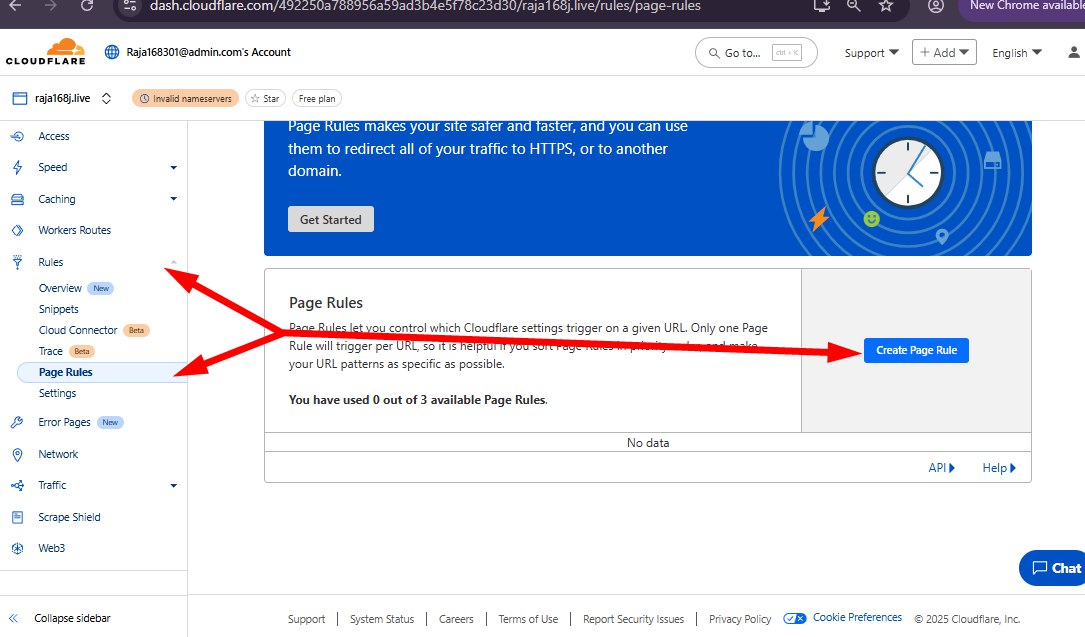 dash.cloudflare.com/492250a788956a59ad3b4e5f78c23d30/raja168j.live/rules/page-rules
New Chrome available
CLOUDFLARE
Raja168301@admin.com's Account
Go to...
ctrl + K
Support
+ Add
English
raja168j.live
Invalid nameservers
Star
Free plan
Access
Speed
Caching
Workers Routes
Rules
Overview New
Snippets
Cloud Connector Beta
Trace Beta
Page Rules
Settings
Error Pages New
Network
Traffic
Scrape Shield
Web3
Collapse sidebar
Page Rules makes your site safer and faster, and you can use
them to redirect all of your traffic to HTTPS, or to another
domain.
Get Started
Page Rules
Page Rules let you control which Cloudflare settings trigger on a given URL. Only one Page
Rule will trigger per URL, so it is helpful if you sort Page Rules in priority order, and make
your URL patterns as specific as possible.
You have used 0 out of 3 available Page Rules.
Create Page Rule
No data
API
Help
Chat
Support
System Status
Careers
Terms of Use
Report Security Issues
Privacy Policy
Cookie Preferences
© 2025 Cloudflare, Inc.